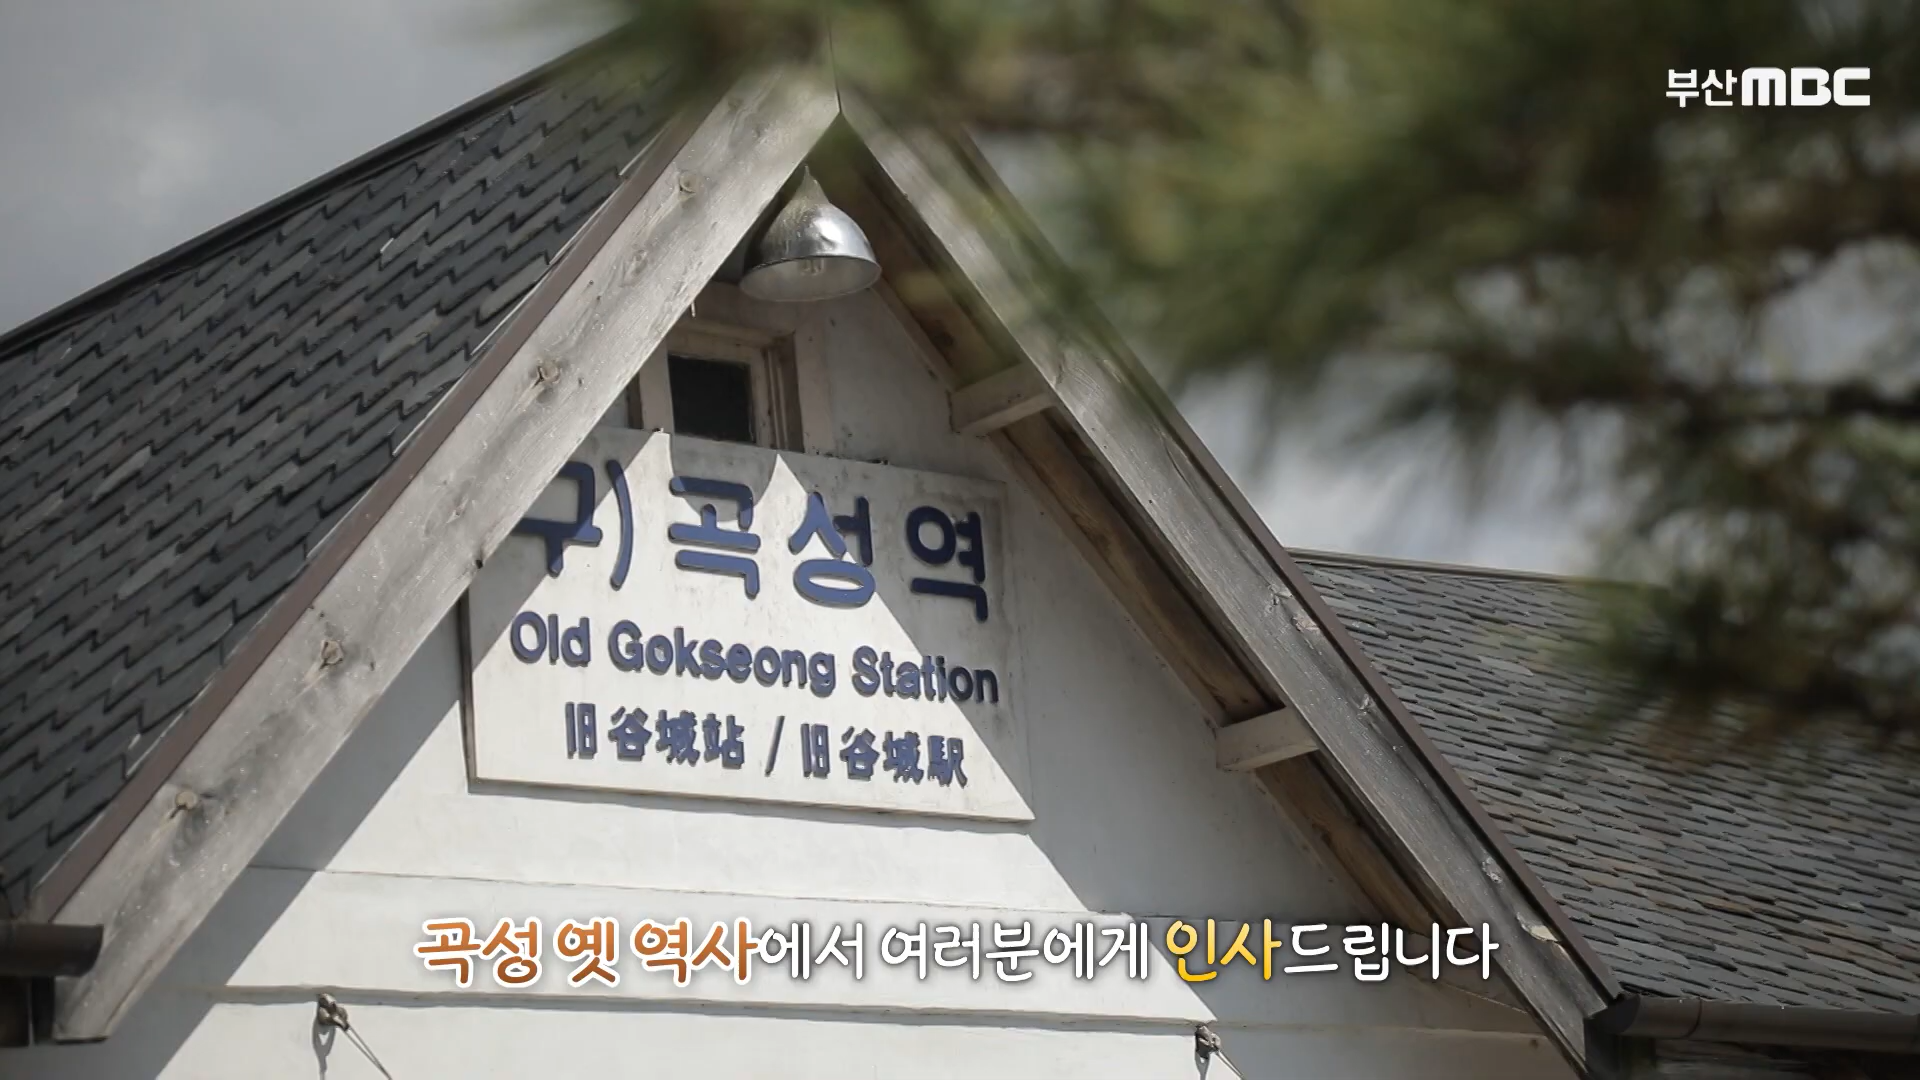 부산MBC
구) 곡성역
Old Gokseong Station
旧谷城站 / 旧谷城駅
곡성 옛 역사에서 여러분에게 인사드립니다